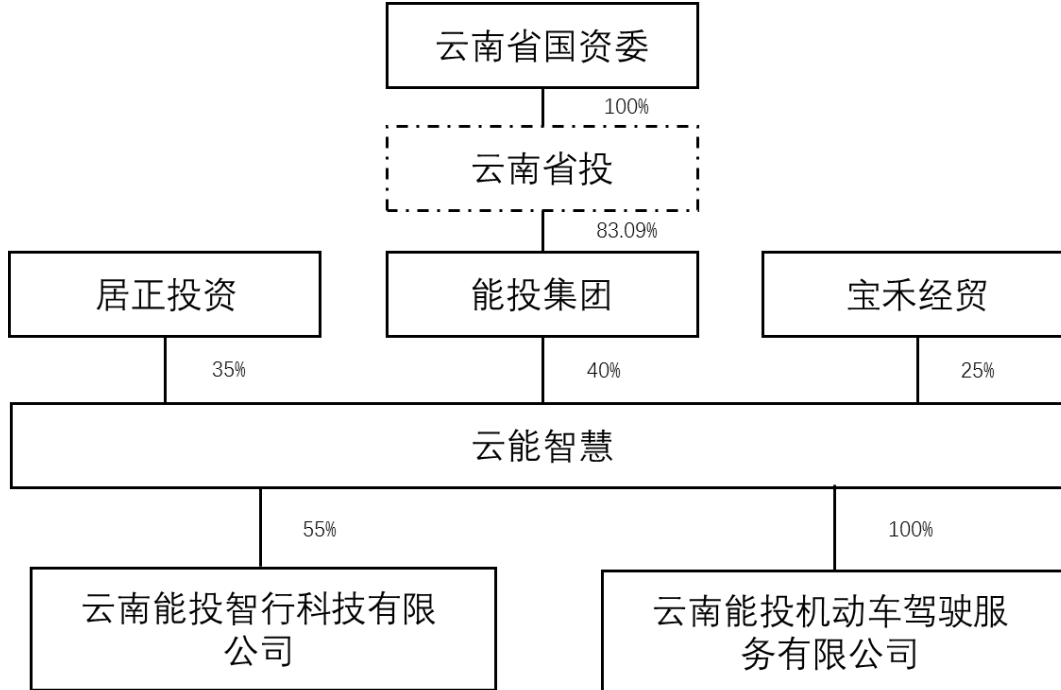 云南省国资委
100%
云南省投
83.09%
居正投资
能投集团
宝禾经贸
35%
40%
25%
云能智慧
55%
100%
云南能投智行科技有限
公司
云南能投机动车驾驶服
务有限公司